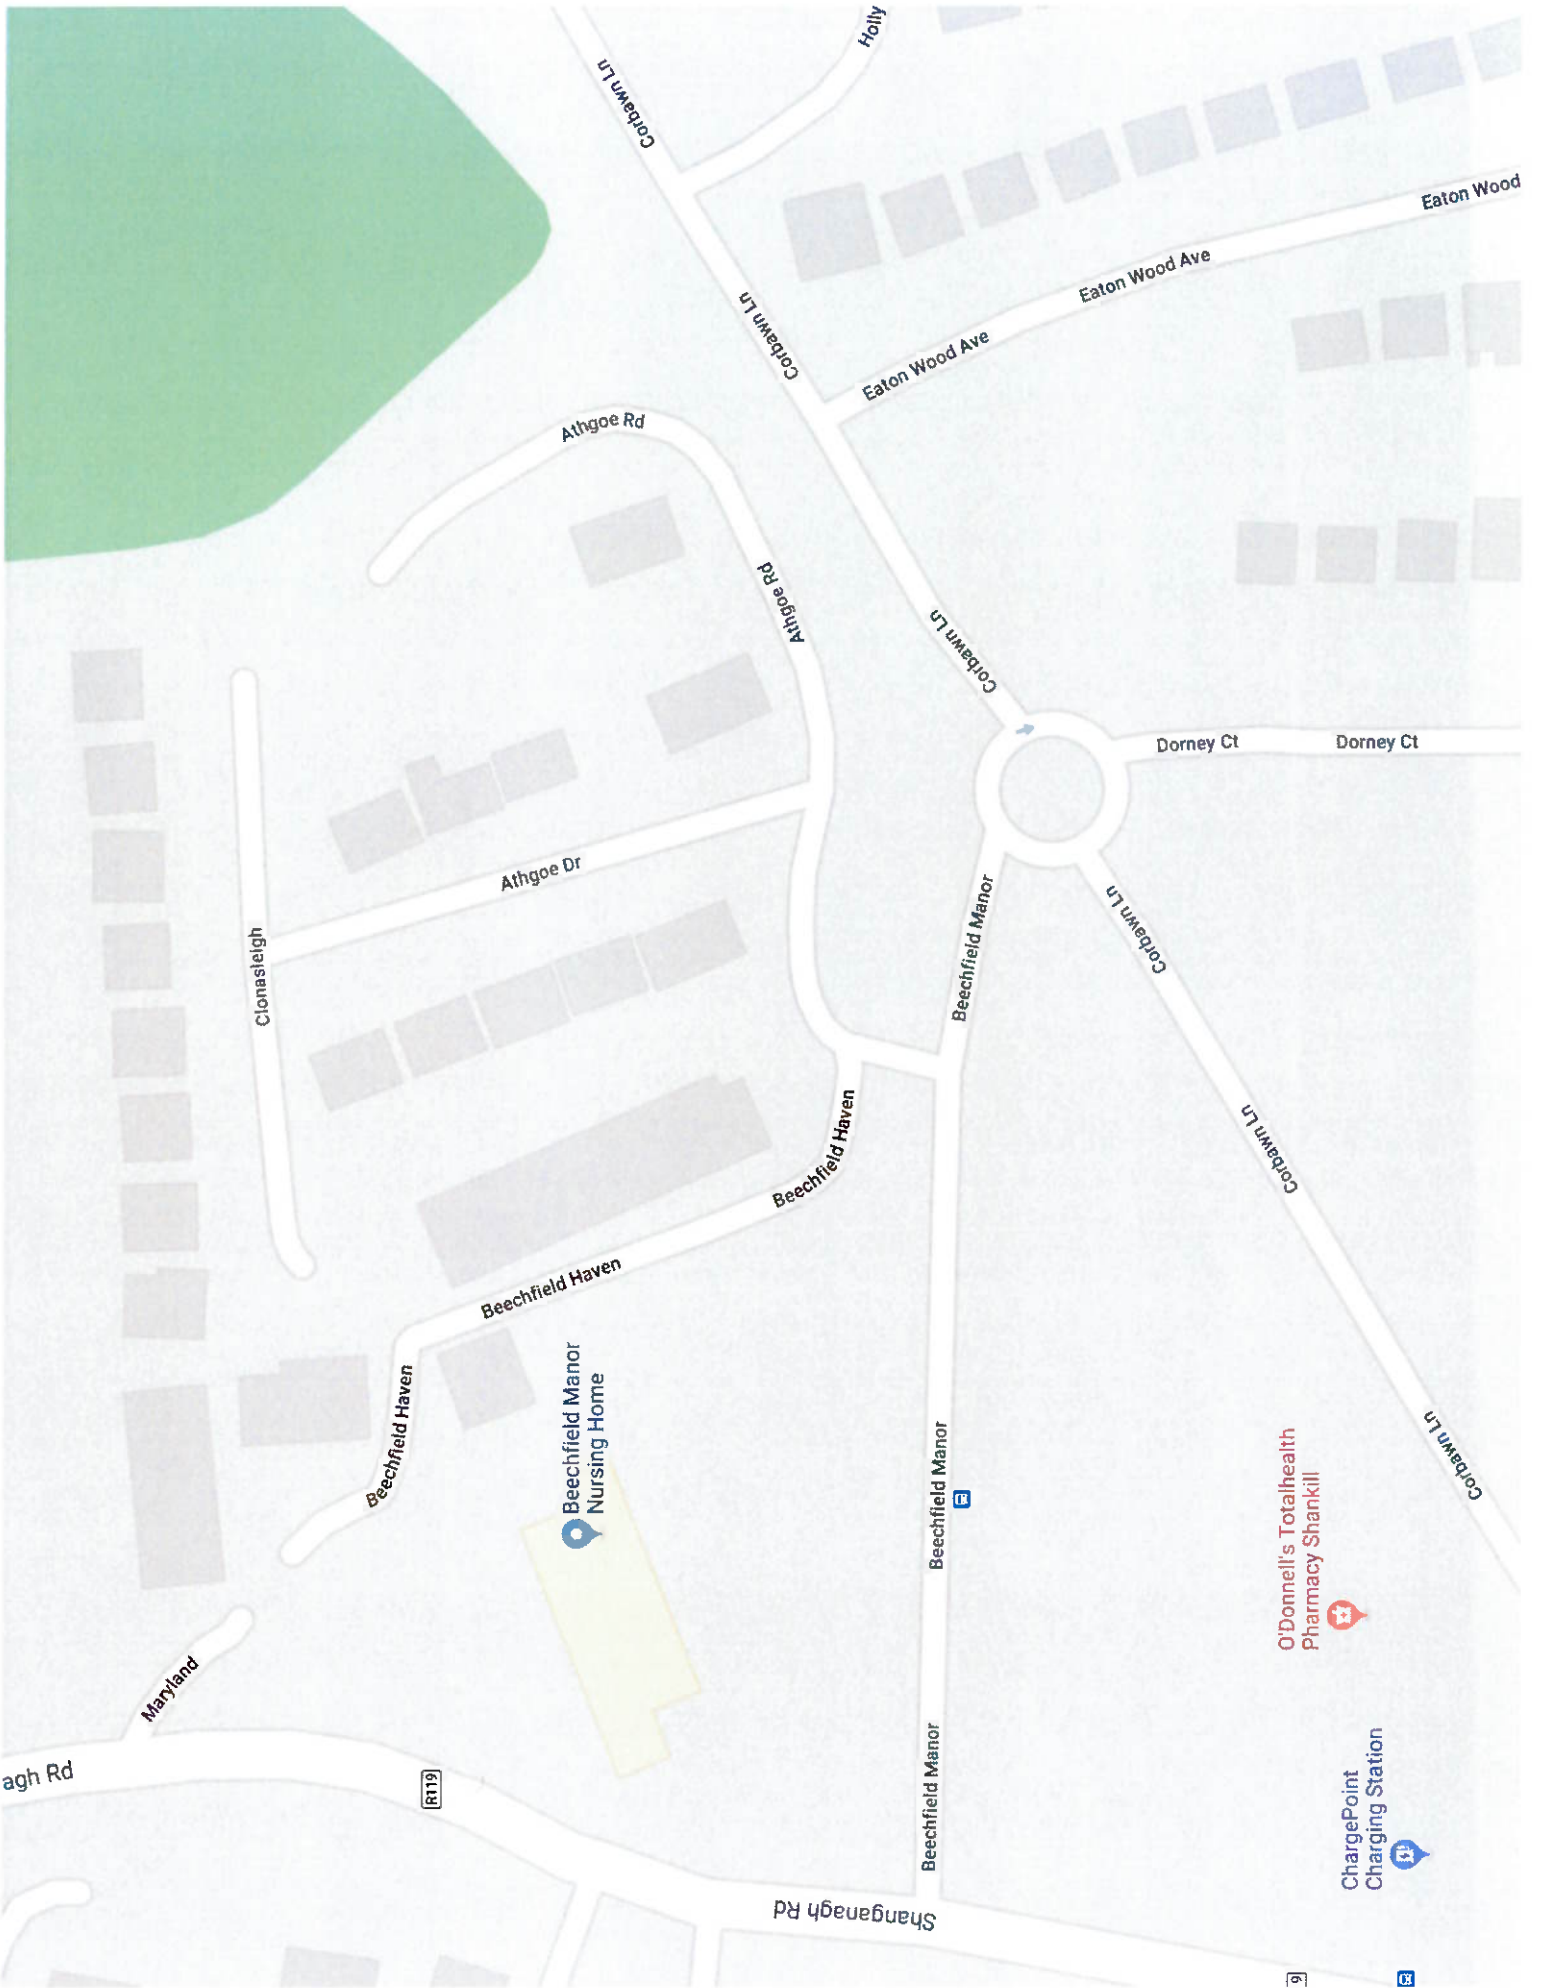 Corbawn Ln
Holly
Eaton Wood
Eaton Wood Ave
Corbawn Ln
Eaton Wood Ave
Athgoe Rd
Athgoe Rd
Corbawn Ln
Dorney Ct
Dorney Ct
Athgoe Dr
Clonasleigh
Beechfield Manor
Corbawn Ln
Beechfield Haven
Corbawn Ln
Beechfield Haven
Beechfield Haven
Beechfield Manor
Nursing Home
Beechfield Manor
Corbawn Ln
O'Donnell's Totalhealth
Pharmacy Shankill
Maryland
agh Rd
R119
Beechfield Manor
ChargePoint
Charging Station
Shanganagh Rd
9